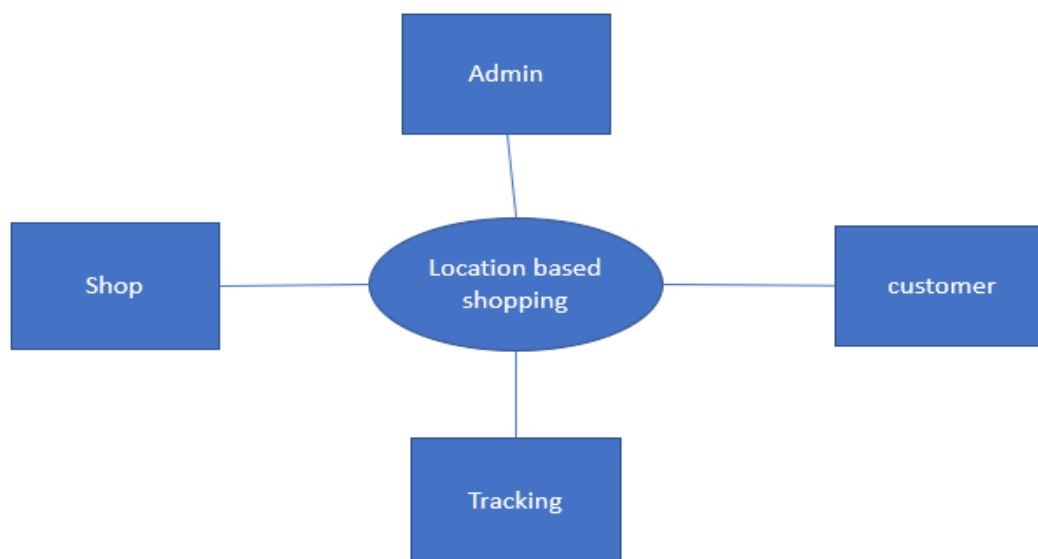 Admin
Shop
Location based
shopping
customer
Tracking